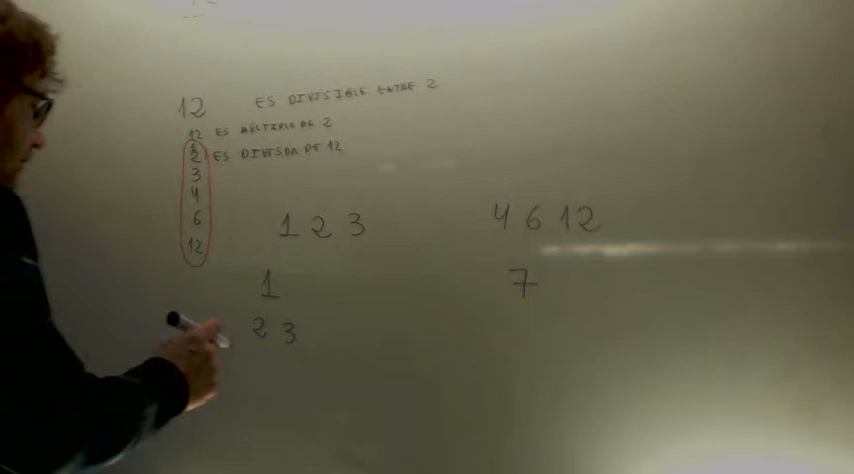 12 ES DIVISIBLE ENTRE 2
12 ES MÚLTIPLO DE 2
1
2 ES DIVISOR DE 12
3
4
6
12
1 2 3
4 6 12
1
7
2 3